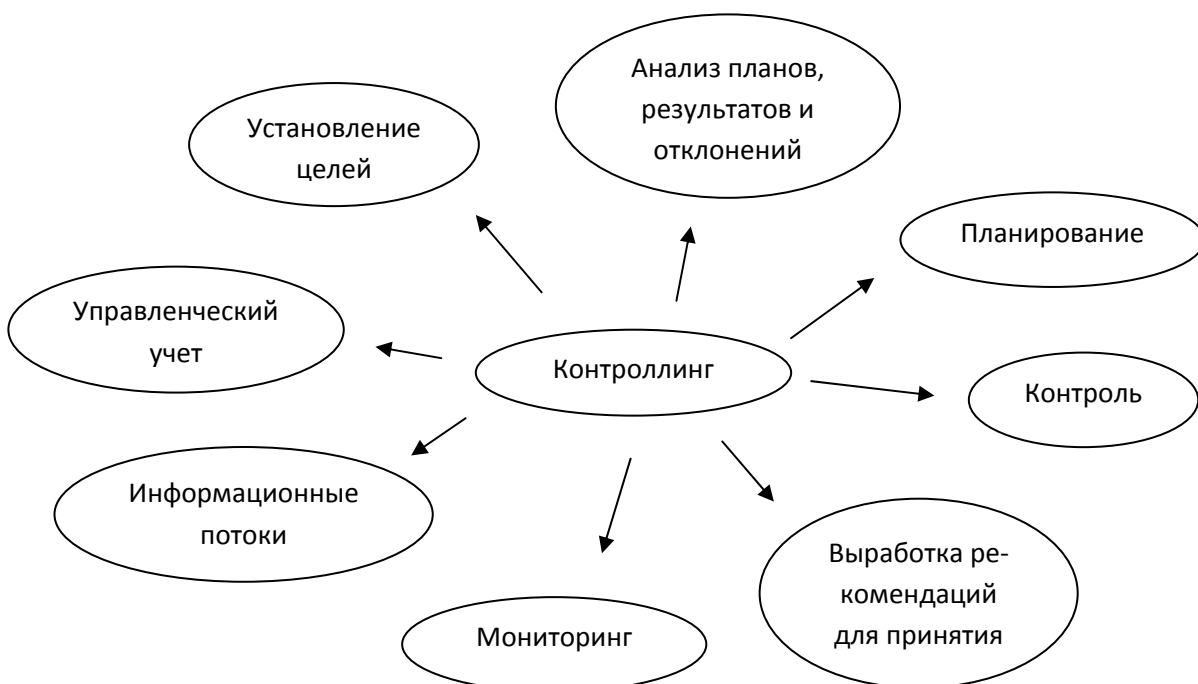 Анализ планов,
результатов и
отклонений
Установление
целей
Планирование
Управленческий
учет
Контроллинг
Контроль
Информационные
потоки
Выработка ре-
комендаций
для принятия
Мониторинг